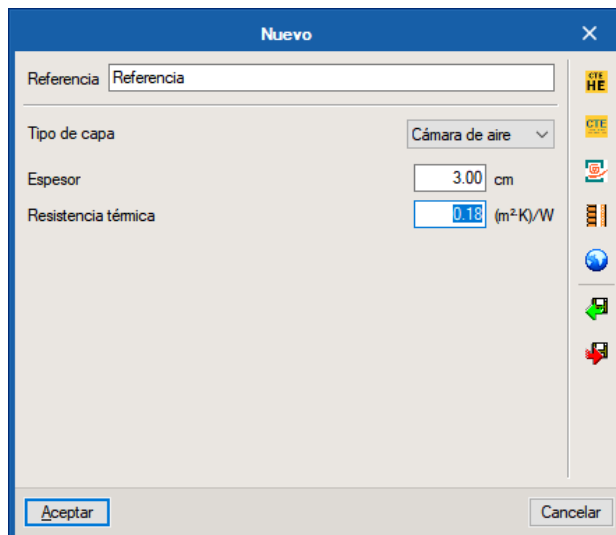 Nuevo
Referencia Referencia
CTE HE
Tipo de capa Cámara de aire
CTE
Espesor 3.00 cm
Resistencia térmica 0.18 (m²·K)/W
Aceptar Cancelar